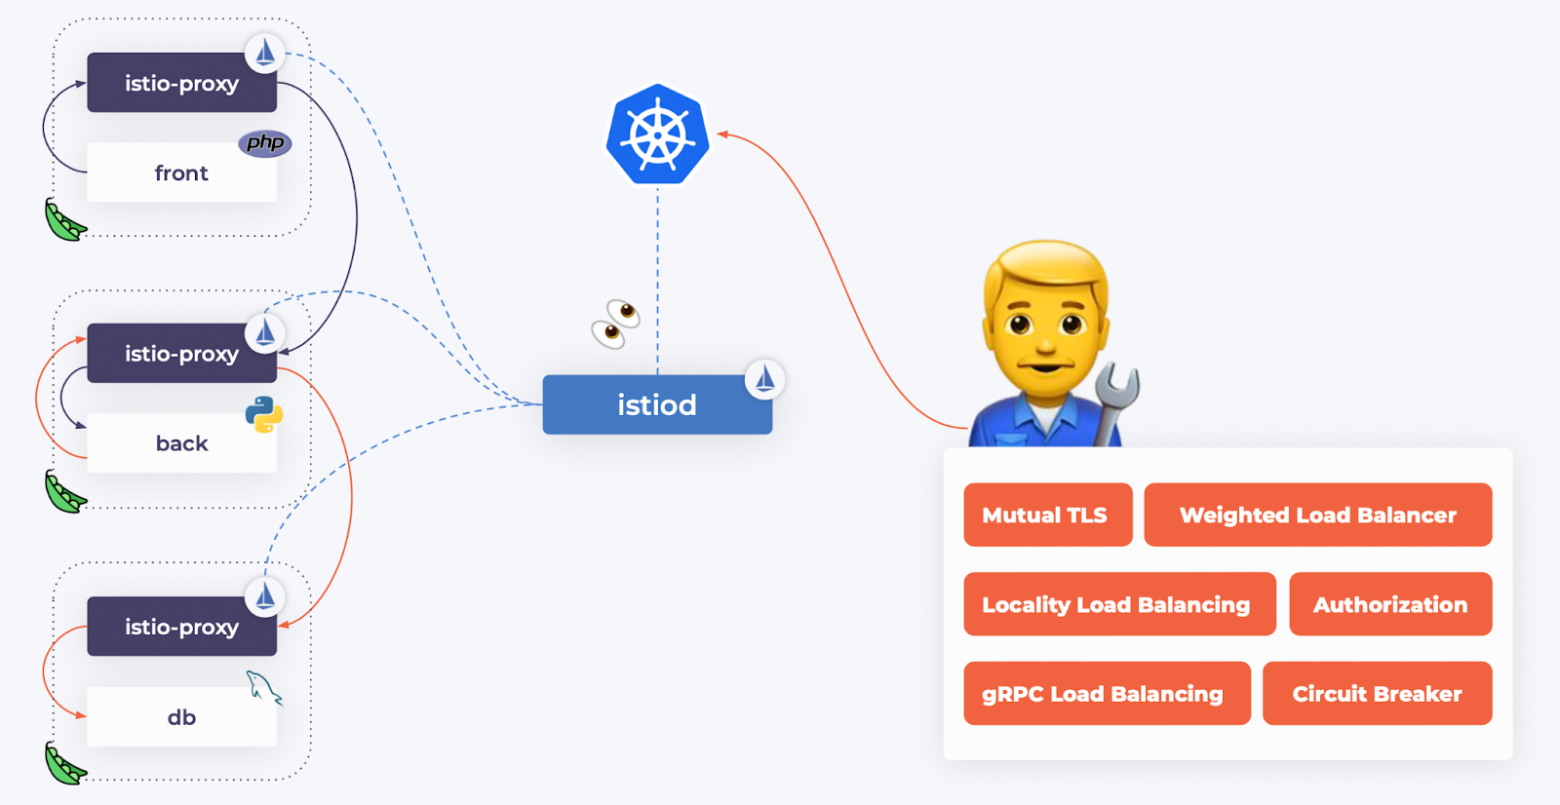 istio-proxy
php
front
istio-proxy
back
istio-proxy
db
istiod
Mutual TLS
Weighted Load Balancer
Locality Load Balancing
Authorization
gRPC Load Balancing
Circuit Breaker